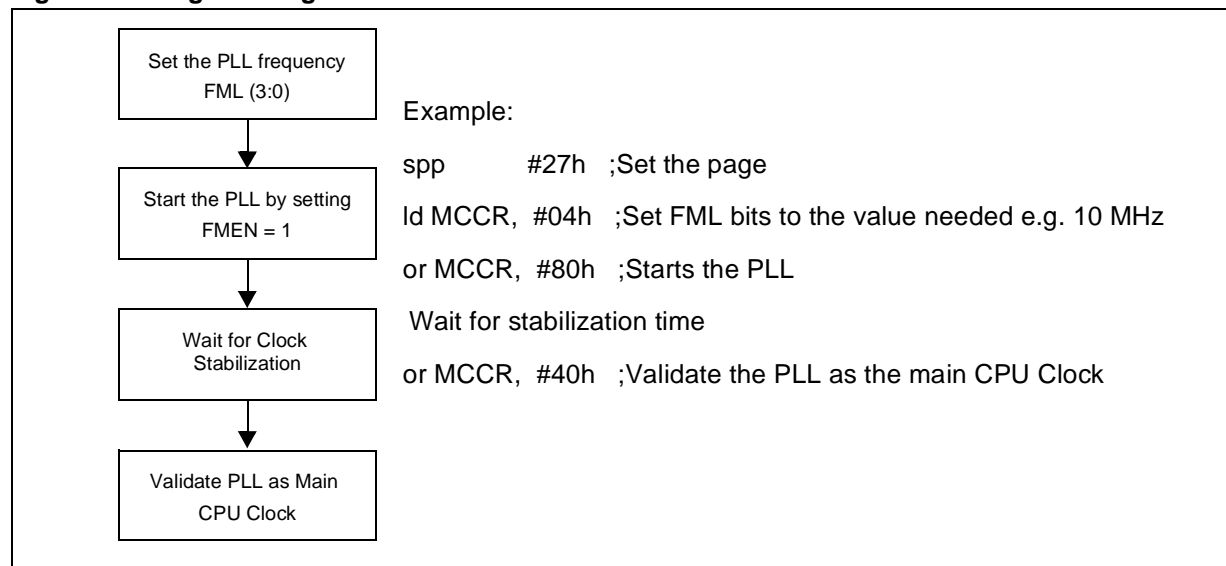 Set the PLL frequency
FML (3:0)
Start the PLL by setting
FMEN = 1
Wait for Clock
Stabilization
Validate PLL as Main
CPU Clock
Example:
spp #27h ;Set the page
ld MCCR, #04h ;Set FML bits to the value needed e.g. 10 MHz
or MCCR, #80h ;Starts the PLL
Wait for stabilization time
or MCCR, #40h ;Validate the PLL as the main CPU Clock